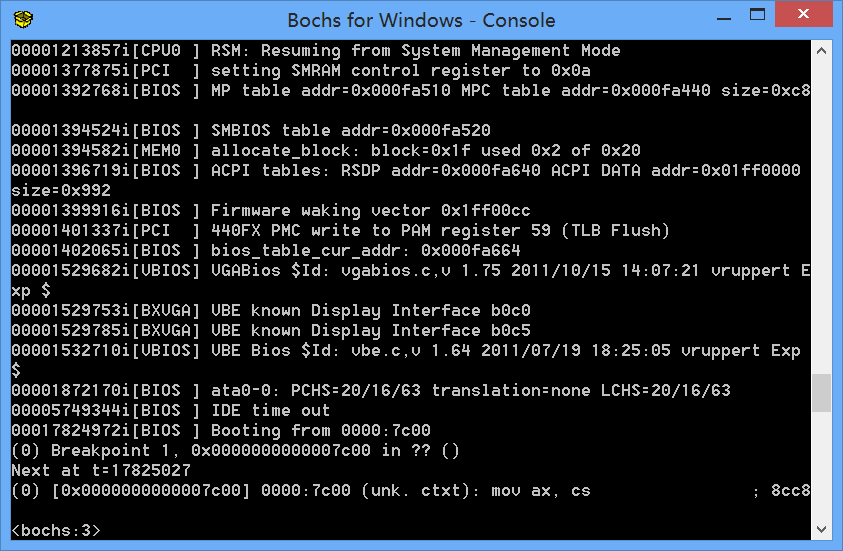 Bochs for Windows - Console
00001213857i[CPU0 ] RSM: Resuming from System Management Mode
00001377875i[PCI  ] setting SMRAM control register to 0x0a
00001392768i[BIOS ] MP table addr=0x000fa510 MPC table addr=0x000fa440 size=0xc8
00001394524i[BIOS ] SMBIOS table addr=0x000fa520
00001394582i[MEM0 ] allocate_block: block=0x1f used 0x2 of 0x20
00001396719i[BIOS ] ACPI tables: RSDP addr=0x000fa640 ACPI DATA addr=0x01ff0000
size=0x992
00001399916i[BIOS ] Firmware waking vector 0x1ff00cc
00001401337i[PCI  ] 440FX PMC write to PAM register 59 (TLB Flush)
00001402065i[BIOS ] bios_table_cur_addr: 0x000fa664
00001529682i[VBIOS] VGABios $Id: vgabios.c,v 1.75 2011/10/15 14:07:21 vruppert E
xp $
00001529753i[BXVGA] VBE known Display Interface b0c0
00001529785i[BXVGA] VBE known Display Interface b0c5
00001532710i[VBIOS] VBE Bios $Id: vbe.c,v 1.64 2011/07/19 18:25:05 vruppert Exp
$
00001872170i[BIOS ] ata0-0: PCHS=20/16/63 translation=none LCHS=20/16/63
00005749344i[BIOS ] IDE time out
00017824972i[BIOS ] Booting from 0000:7c00
(0) Breakpoint 1, 0x0000000000007c00 in ?? ()
Next at t=17825027
(0) [0x0000000000007c00] 0000:7c00 (unk. ctxt): mov ax, cs                ; 8cc8
<bochs:3>